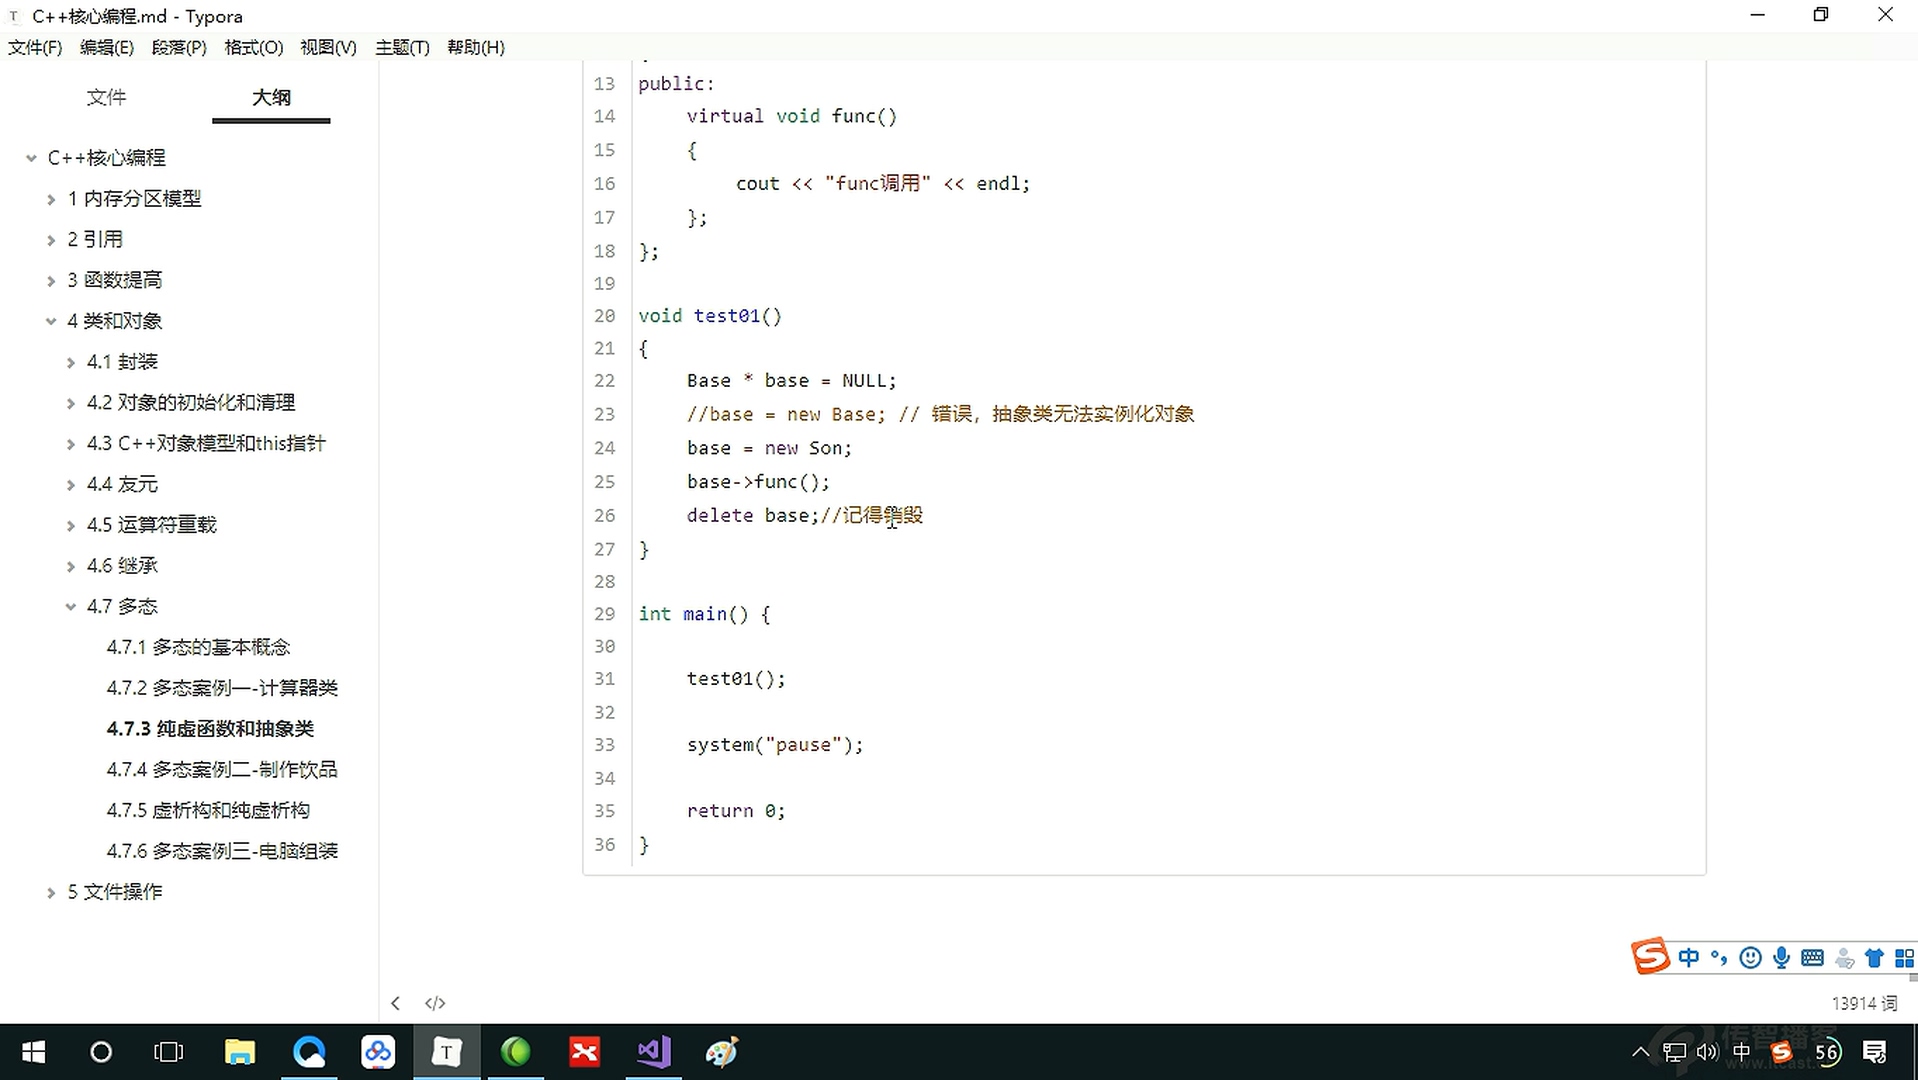 C++核心编程.md - Typora
文件(F) 编辑(E) 段落(P) 格式(O) 视图(V) 主题(T) 帮助(H)
文件 大纲
C++核心编程
1 内存分区模型
2 引用
3 函数提高
4 类和对象
4.1 封装
4.2 对象的初始化和清理
4.3 C++对象模型和this指针
4.4 友元
4.5 运算符重载
4.6 继承
4.7 多态
4.7.1 多态的基本概念
4.7.2 多态案例一-计算器类
4.7.3 纯虚函数和抽象类
4.7.4 多态案例二-制作饮品
4.7.5 虚析构和纯虚析构
4.7.6 多态案例三-电脑组装
5 文件操作
13 public:
14 virtual void func()
15 {
16 cout << "func调用" << endl;
17 };
18 };
19
20 void test01()
21 {
22 Base * base = NULL;
23 //base = new Base; // 错误，抽象类无法实例化对象
24 base = new Son;
25 base->func();
26 delete base;//记得销毁
27 }
28
29 int main() {
30
31 test01();
32
33 system("pause");
34
35 return 0;
36 }
中
13914 词
中 56
传智播客